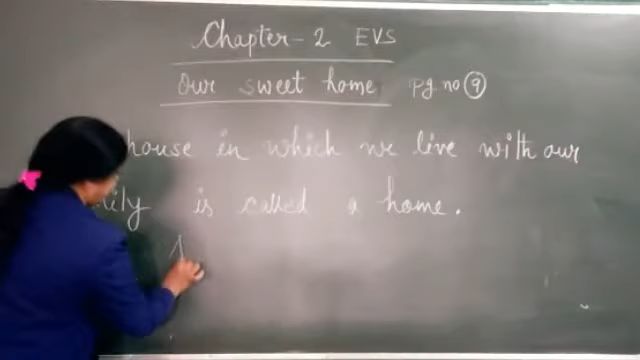 Chapter-2 EVS
Our sweet home pg. no 9
house in which we live with our
ily is called a home.
A